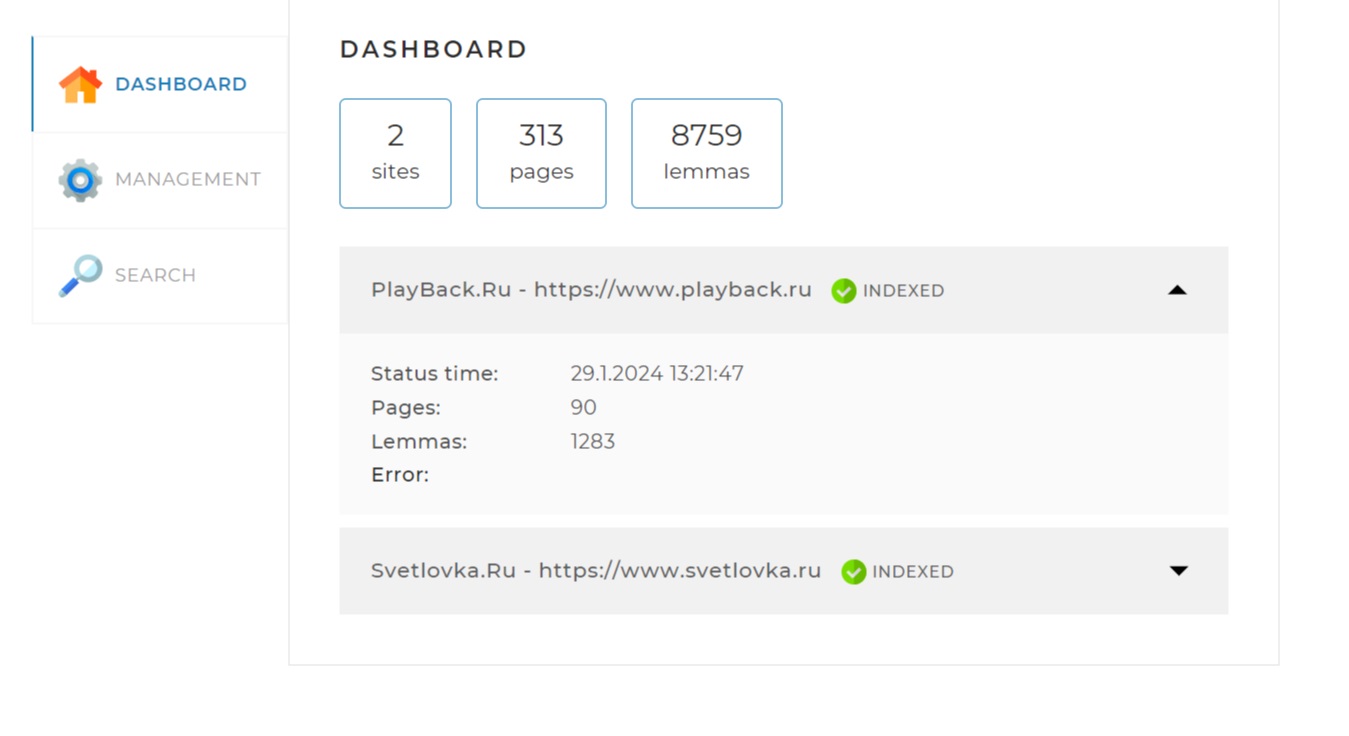 DASHBOARD
MANAGEMENT
SEARCH
DASHBOARD
2
sites
313
pages
8759
lemmas
PlayBack.Ru - https://www.playback.ru INDEXED
Status time: 29.1.2024 13:21:47
Pages: 90
Lemmas: 1283
Error:
Svetlovka.Ru - https://www.svetlovka.ru INDEXED